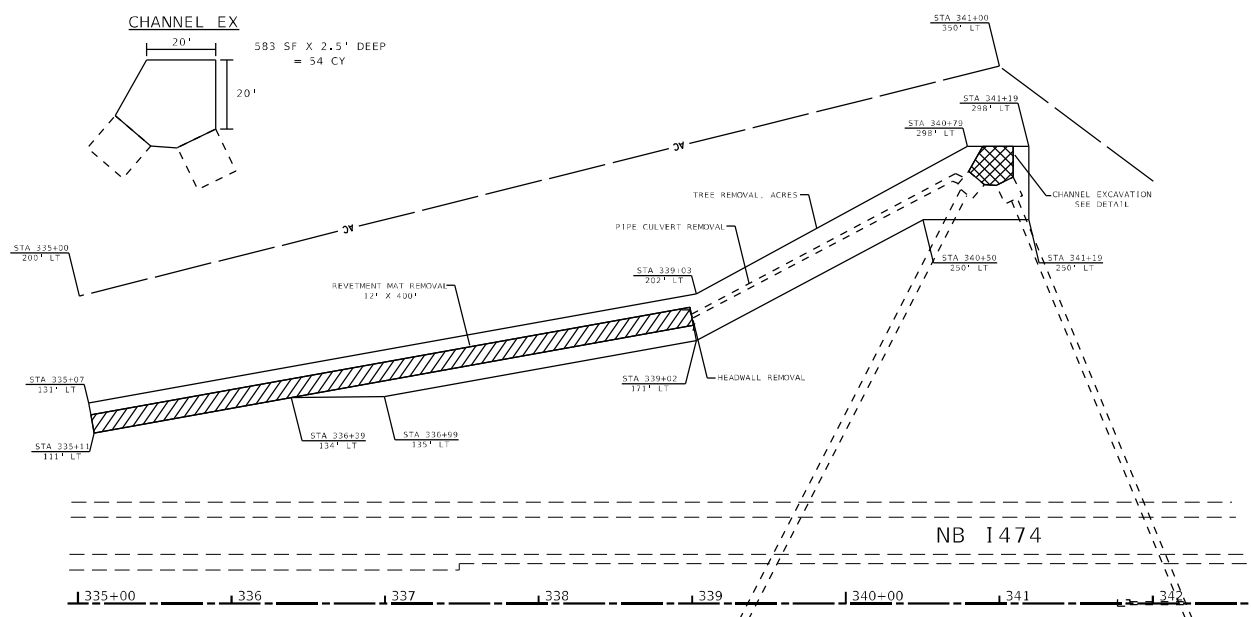 CHANNEL EX
20'
583 SF X 2.5' DEEP
= 54 CY
20'
STA 341+00
350' LT
STA 341+19
298' LT
STA 340+79
298' LT
AC
TREE REMOVAL, ACRES
CHANNEL EXCAVATION
SEE DETAIL
PIPE CULVERT REMOVAL
AC
STA 335+00
200' LT
STA 340+50
250' LT
STA 341+19
250' LT
STA 339+03
202' LT
REVETMENT MAT REMOVAL
12' X 400'
STA 335+07
131' LT
STA 339+02
171' LT
HEADWALL REMOVAL
STA 335+11
111' LT
STA 336+39
134' LT
STA 336+99
135' LT
NB I474
335+00
336
337
338
339
340+00
341
342